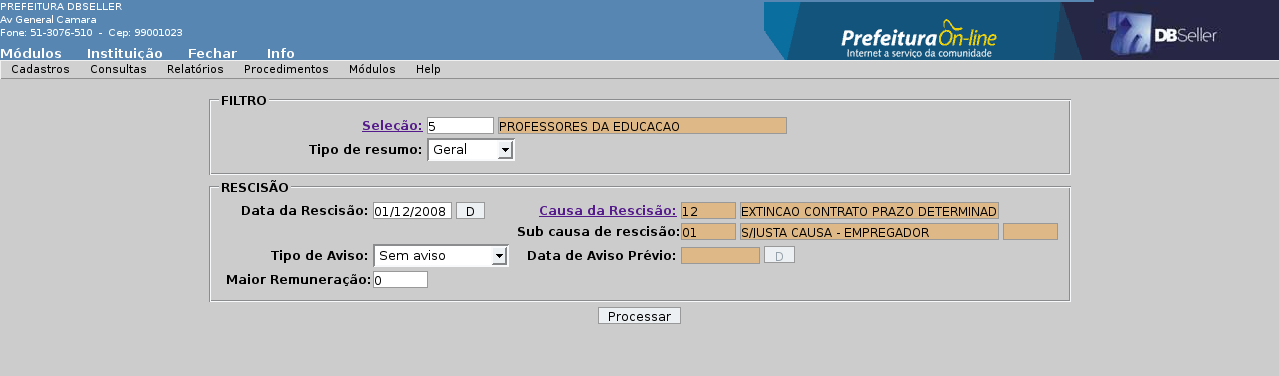 PREFEITURA DBSELLER
Av General Camara
Fone: 51-3076-510 - Cep: 99001023
Módulos Instituição Fechar Info
Prefeitura On-line
Internet a serviço da comunidade
DBSeller
Cadastros Consultas Relatórios Procedimentos Módulos Help
FILTRO
Seleção: 5 PROFESSORES DA EDUCACAO
Tipo de resumo: Geral
RESCISÃO
Data da Rescisão: 01/12/2008 D Causa da Rescisão: 12 EXTINCAO CONTRATO PRAZO DETERMINAD
Sub causa de rescisão: 01 S/JUSTA CAUSA - EMPREGADOR
Tipo de Aviso: Sem aviso Data de Aviso Prévio: D
Maior Remuneração: 0
Processar